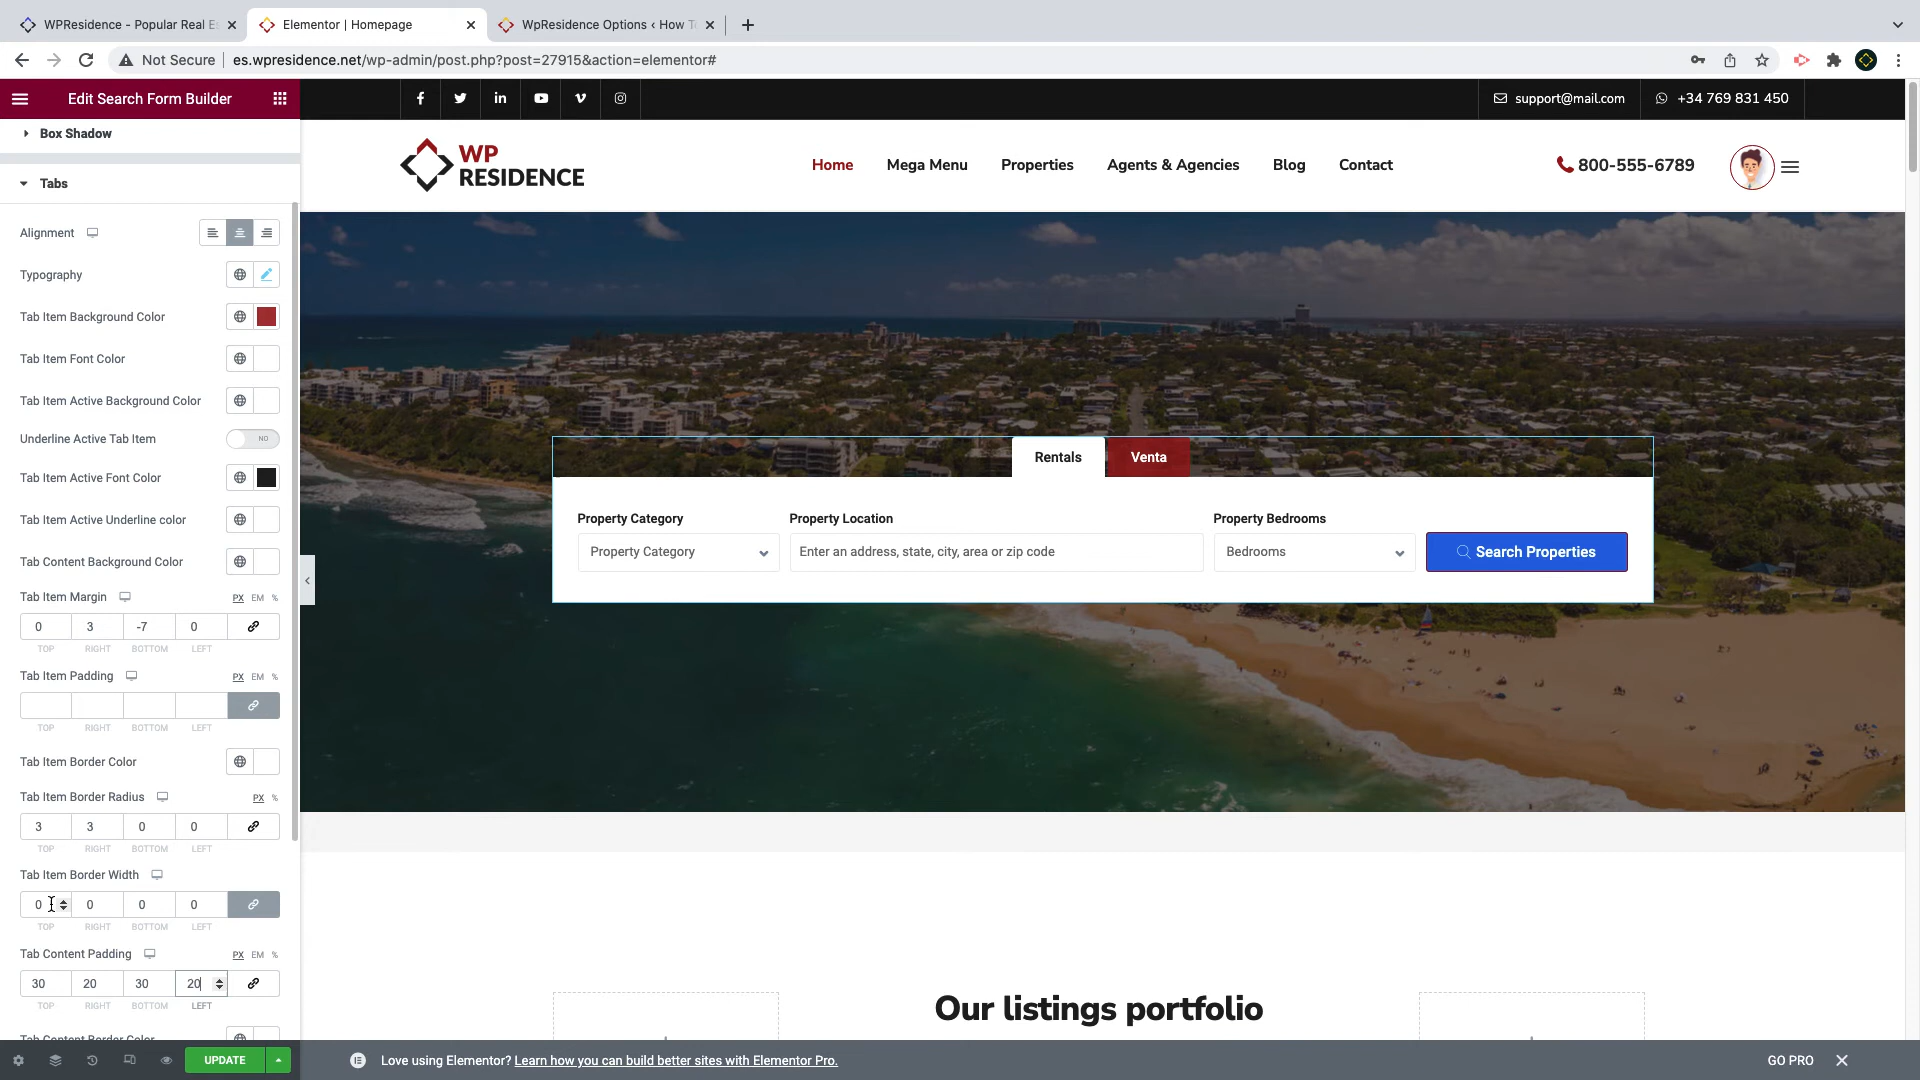 WPResidence - Popular Real Es
Elementor | Homepage
WpResidence Options ‹ How T
Not Secure
es.wpresidence.net/wp-admin/post.php?post=27915&action=elementor#
Edit Search Form Builder
support@mail.com
+34 769 831 450
Box Shadow
WP
RESIDENCE
Home
Mega Menu
Properties
Agents & Agencies
Blog
Contact
800-555-6789
Tabs
Alignment
Typography
Tab Item Background Color
Tab Item Font Color
Tab Item Active Background Color
Underline Active Tab Item
NO
Tab Item Active Font Color
Tab Item Active Underline color
Tab Content Background Color
Tab Item Margin
PX EM %
0 3 -7 0
TOP RIGHT BOTTOM LEFT
Tab Item Padding
PX EM %
TOP RIGHT BOTTOM LEFT
Tab Item Border Color
Tab Item Border Radius
PX %
3 3 0 0
TOP RIGHT BOTTOM LEFT
Tab Item Border Width
0 0 0 0
TOP RIGHT BOTTOM LEFT
Tab Content Padding
PX EM %
30 20 30 20
TOP RIGHT BOTTOM LEFT
Tab Content Border Color
UPDATE
Rentals
Venta
Property Category
Property Location
Property Bedrooms
Property Category
Enter an address, state, city, area or zip code
Bedrooms
Search Properties
Our listings portfolio
Love using Elementor? Learn how you can build better sites with Elementor Pro.
GO PRO